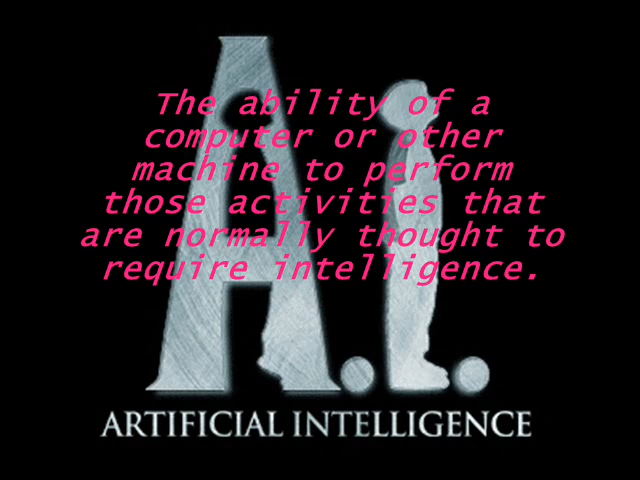 A.I.
The ability of a
computer or other
machine to perform
those activities that
are normally thought to
require intelligence.
ARTIFICIAL INTELLIGENCE